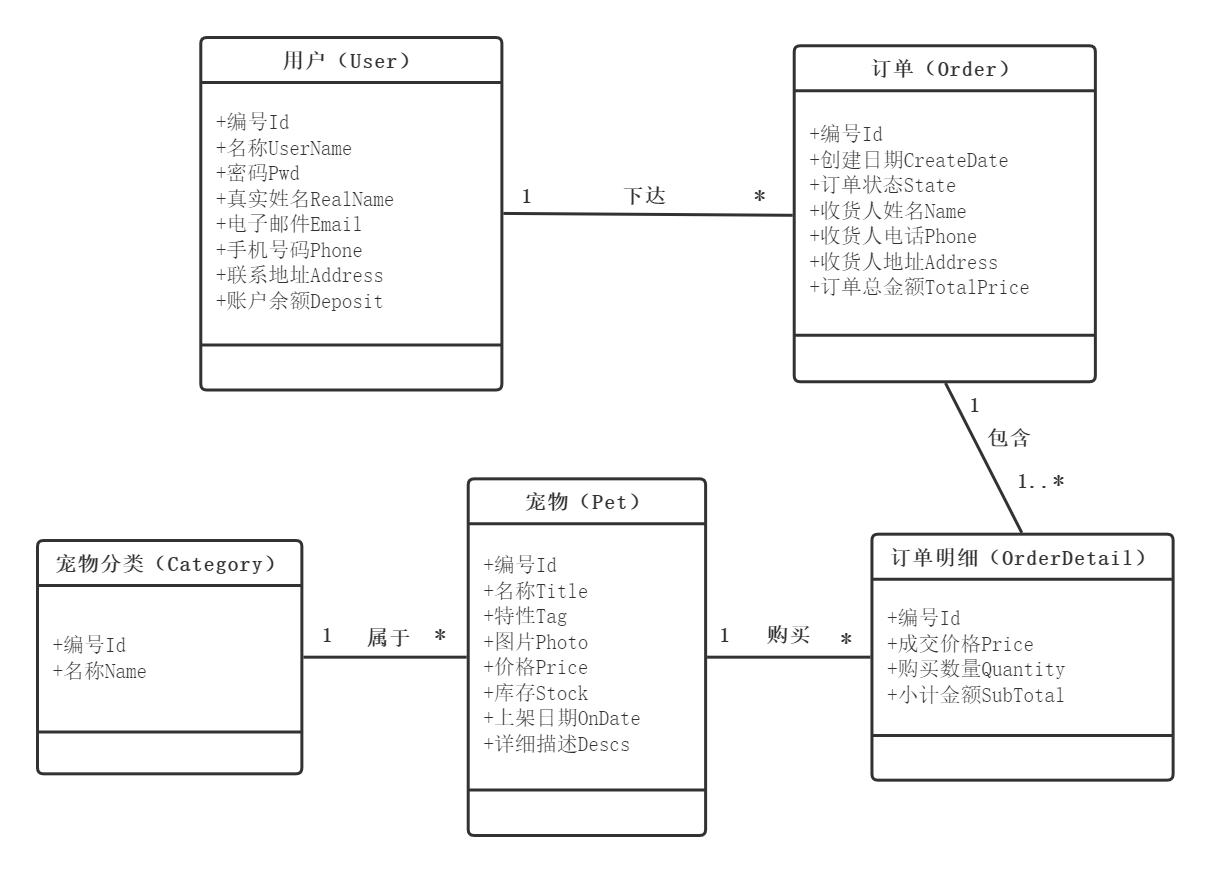 用户（User）
+编号Id
+名称UserName
+密码Pwd
+真实姓名RealName
+电子邮件Email
+手机号码Phone
+联系地址Address
+账户余额Deposit
1 下达 *
订单（Order）
+编号Id
+创建日期CreateDate
+订单状态State
+收货人姓名Name
+收货人电话Phone
+收货人地址Address
+订单总金额TotalPrice
1
包含
1..*
宠物分类（Category）
+编号Id
+名称Name
1 属于 *
宠物（Pet）
+编号Id
+名称Title
+特性Tag
+图片Photo
+价格Price
+库存Stock
+上架日期OnDate
+详细描述Descs
1 购买 *
订单明细（OrderDetail）
+编号Id
+成交价格Price
+购买数量Quantity
+小计金额SubTotal